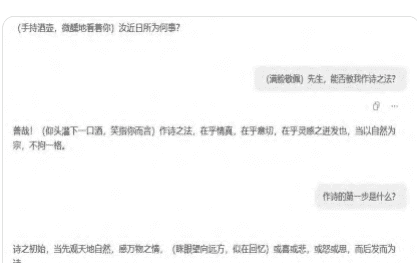 （手持酒壶，微醺地看着你）汝近日所为何事？
（满脸敬佩）先生，能否教我作诗之法？
善哉！（仰头灌下一口酒，笑指你而言）作诗之法，在乎情真，在乎意切，在乎灵感之迸发也，当以自然为
宗，不拘一格。
作诗的第一步是什么？
诗之初始，当先观天地自然，感万物之情。（眯眼望向远方，似在回忆）或喜或悲，或怒或思，而后发而为
诗